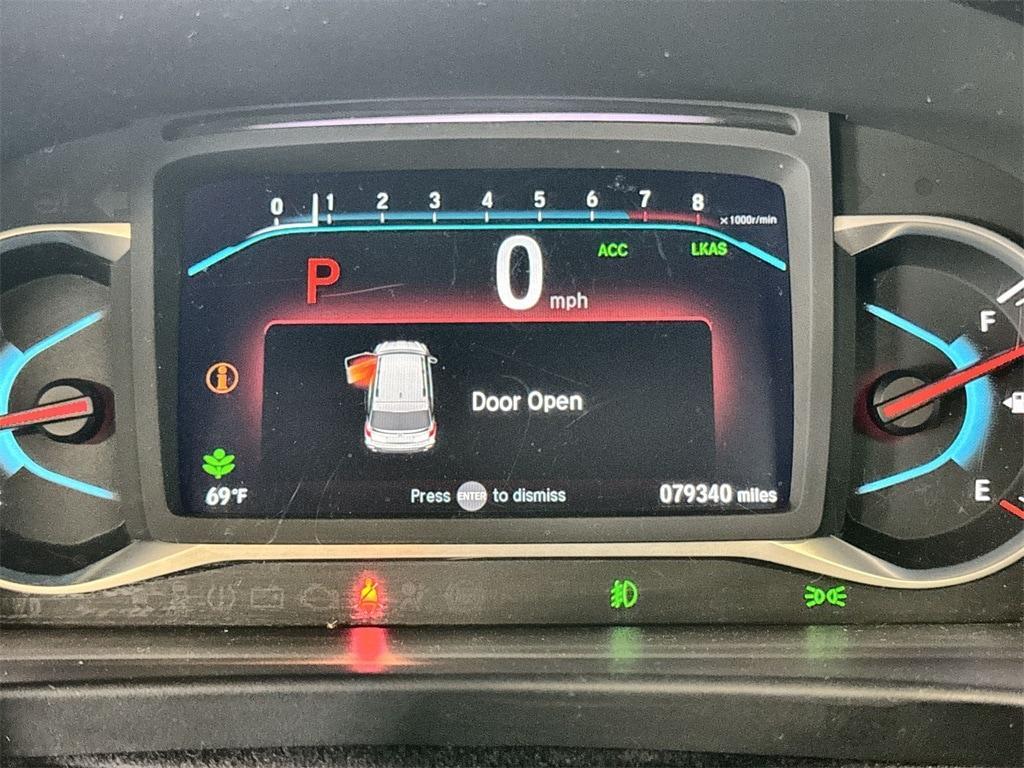 0 1 2 3 4 5 6 7 8
×1000r/min
P 0 mph ACC LKAS
F
i
Door Open
E
69°F
Press ENTER to dismiss
079340 miles